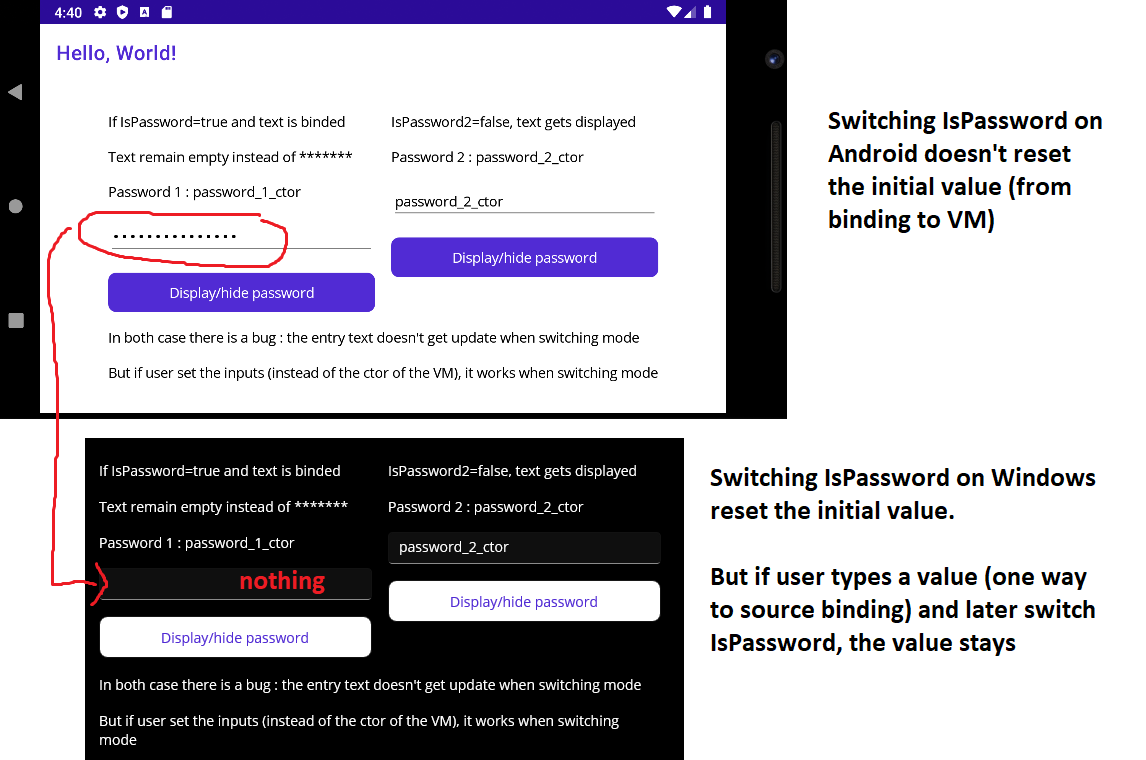 4:40
Hello, World!
If IsPassword=true and text is binded
IsPassword2=false, text gets displayed
Text remain empty instead of *******
Password 2 : password_2_ctor
Password 1 : password_1_ctor
password_2_ctor
•••••••••••••••
Display/hide password
Display/hide password
In both case there is a bug : the entry text doesn't get update when switching mode
But if user set the inputs (instead of the ctor of the VM), it works when switching mode
Switching IsPassword on
Android doesn't reset
the initial value (from
binding to VM)
If IsPassword=true and text is binded
IsPassword2=false, text gets displayed
Text remain empty instead of *******
Password 2 : password_2_ctor
Password 1 : password_1_ctor
password_2_ctor
nothing
Display/hide password
Display/hide password
In both case there is a bug : the entry text doesn't get update when switching mode
But if user set the inputs (instead of the ctor of the VM), it works when switching
mode
Switching IsPassword on Windows
reset the initial value.
But if user types a value (one way
to source binding) and later switch
IsPassword, the value stays